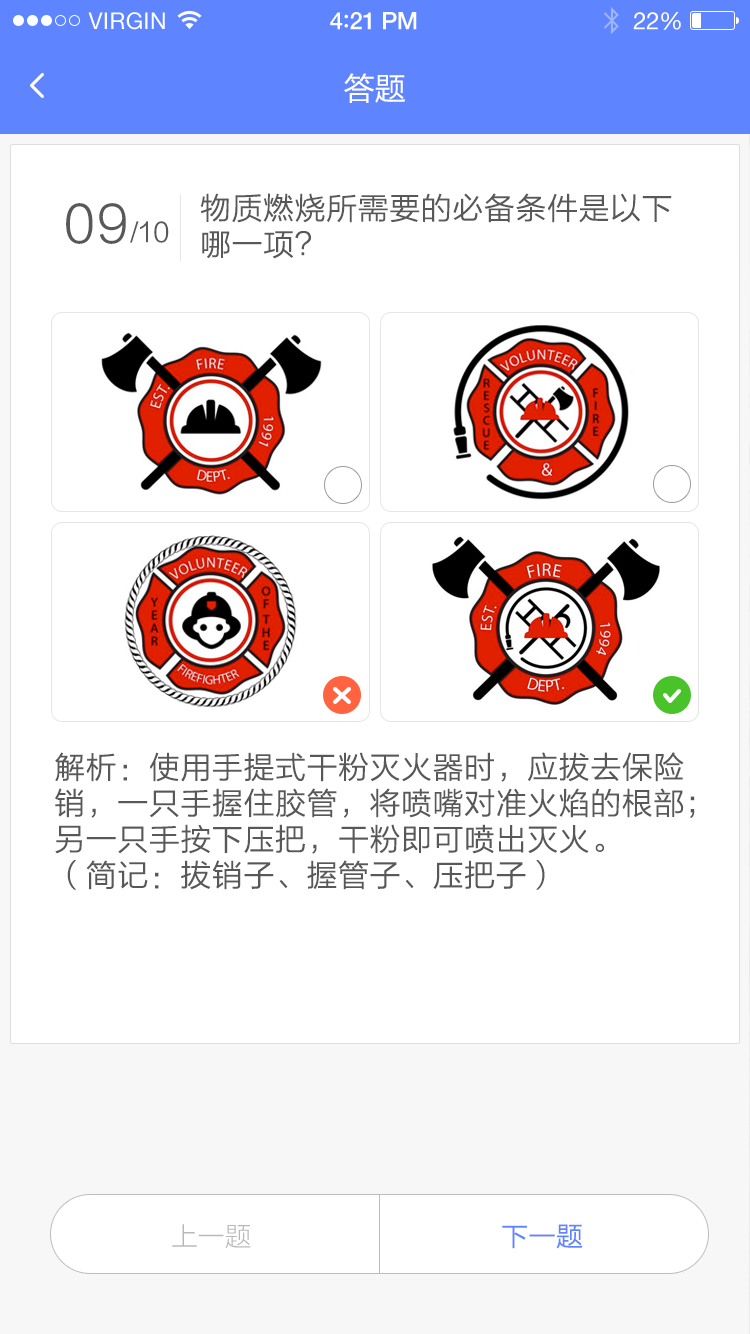 VIRGIN 4:21 PM 22%
答题
09/10
物质燃烧所需要的必备条件是以下
哪一项?
FIRE
EST.
1991
DEPT.
VOLUNTEER
RESCUE
FIRE
&
VOLUNTEER
YEAR
OF THE
FIREFIGHTER
FIRE
EST.
1994
DEPT.
解析：使用手提式干粉灭火器时，应拔去保险
销，一只手握住胶管，将喷嘴对准火焰的根部；
另一只手按下压把，干粉即可喷出灭火。
（简记：拔销子、握管子、压把子）
上一题 下一题